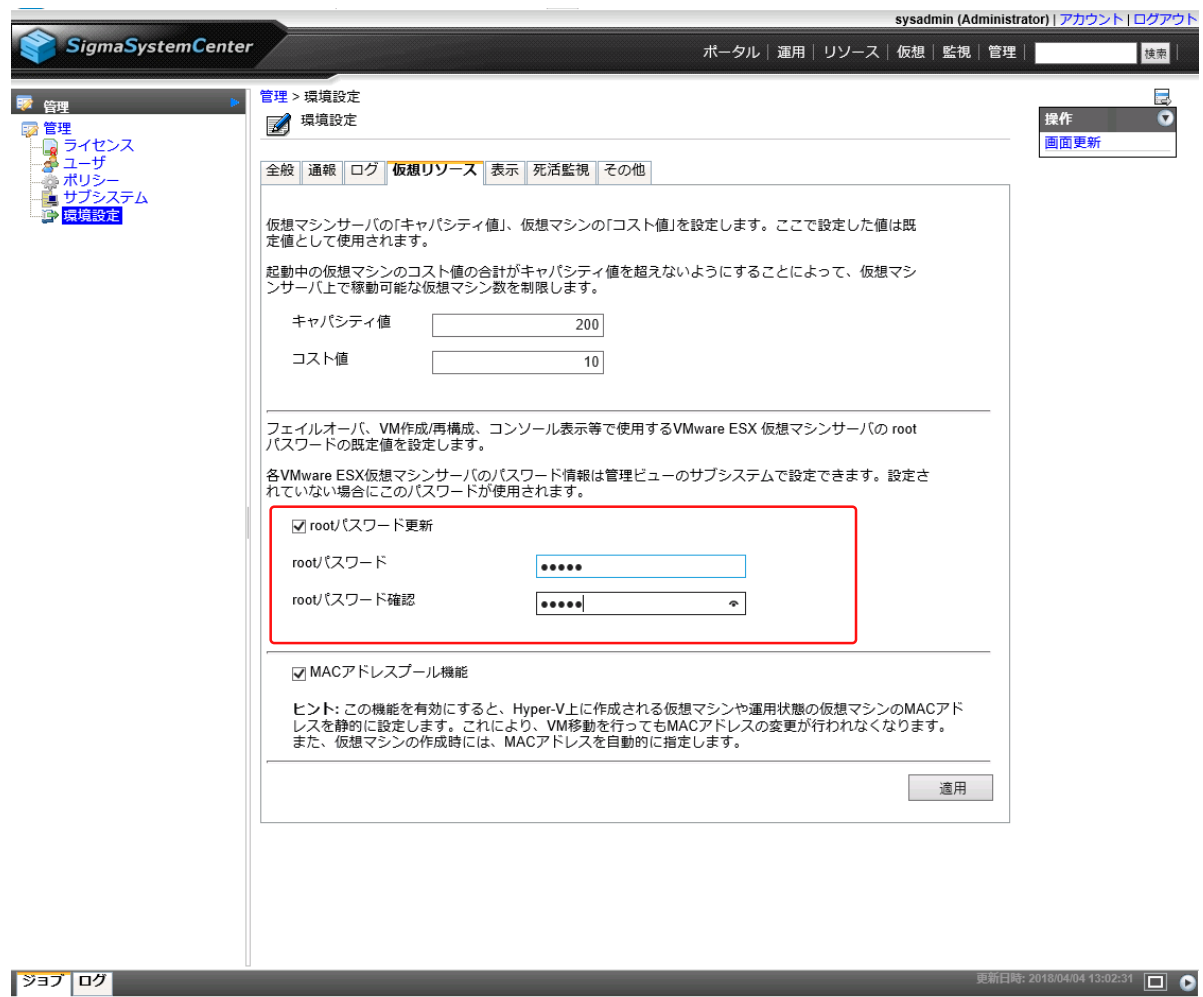 sysadmin (Administrator) | アカウント | ログアウト
SigmaSystemCenter
ポータル | 運用 | リソース | 仮想 | 監視 | 管理 | 検索 |
管理
管理
ライセンス
ユーザ
ポリシー
サブシステム
環境設定
管理 > 環境設定
環境設定
操作
画面更新
全般 通報 ログ 仮想リソース 表示 死活監視 その他
仮想マシンサーバの「キャパシティ値」、仮想マシンの「コスト値」を設定します。ここで設定した値は既
定値として使用されます。
起動中の仮想マシンのコスト値の合計がキャパシティ値を超えないようにすることによって、仮想マシ
ンサーバ上で稼動可能な仮想マシン数を制限します。
キャパシティ値 200
コスト値 10
フェイルオーバ、VM作成/再構成、コンソール表示等で使用するVMware ESX 仮想マシンサーバの root
パスワードの既定値を設定します。
各VMware ESX仮想マシンサーバのパスワード情報は管理ビューのサブシステムで設定できます。設定さ
れていない場合にこのパスワードが使用されます。
rootパスワード更新
rootパスワード ●●●●●
rootパスワード確認 ●●●●●
MACアドレスプール機能
ヒント: この機能を有効にすると、Hyper-V上に作成される仮想マシンや運用状態の仮想マシンのMACアド
レスを静的に設定します。これにより、VM移動を行ってもMACアドレスの変更が行われなくなります。
また、仮想マシンの作成時には、MACアドレスを自動的に指定します。
適用
ジョブ ログ
更新日時: 2018/04/04 13:02:31